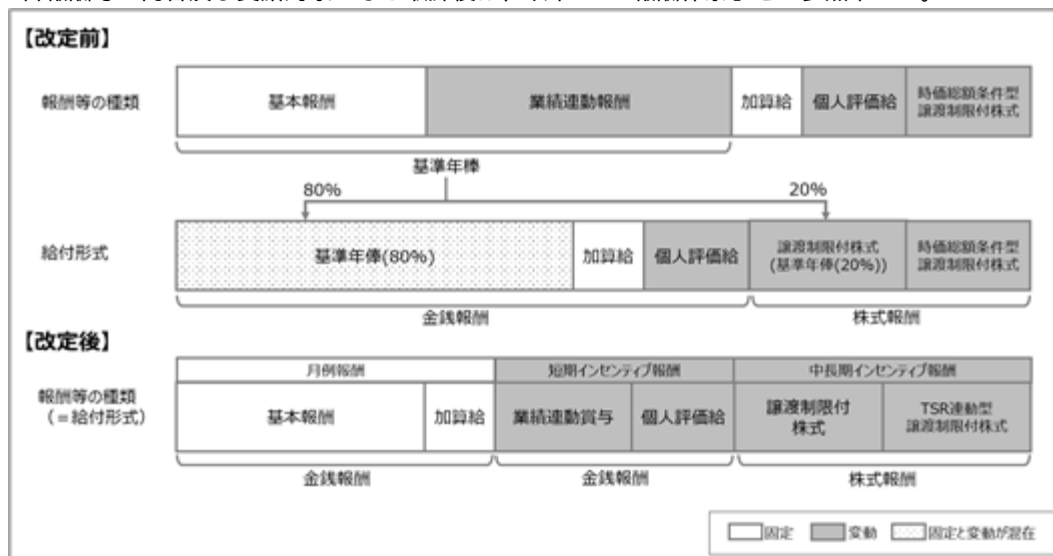 【改定前】
報酬等の種類
基本報酬
業績連動報酬
加算給
個人評価給
時価総額条件型
譲渡制限付株式
基準年棒
80%
20%
給付形式
基準年俸(80%)
加算給
個人評価給
譲渡制限付株式
(基準年俸(20%))
時価総額条件型
譲渡制限付株式
金銭報酬
株式報酬
【改定後】
月例報酬
短期インセンティブ報酬
中長期インセンティブ報酬
報酬等の種類
(=給付形式)
基本報酬
加算給
業績連動賞与
個人評価給
譲渡制限付
株式
TSR連動型
譲渡制限付株式
金銭報酬
金銭報酬
株式報酬
固定
変動
固定と変動が混在